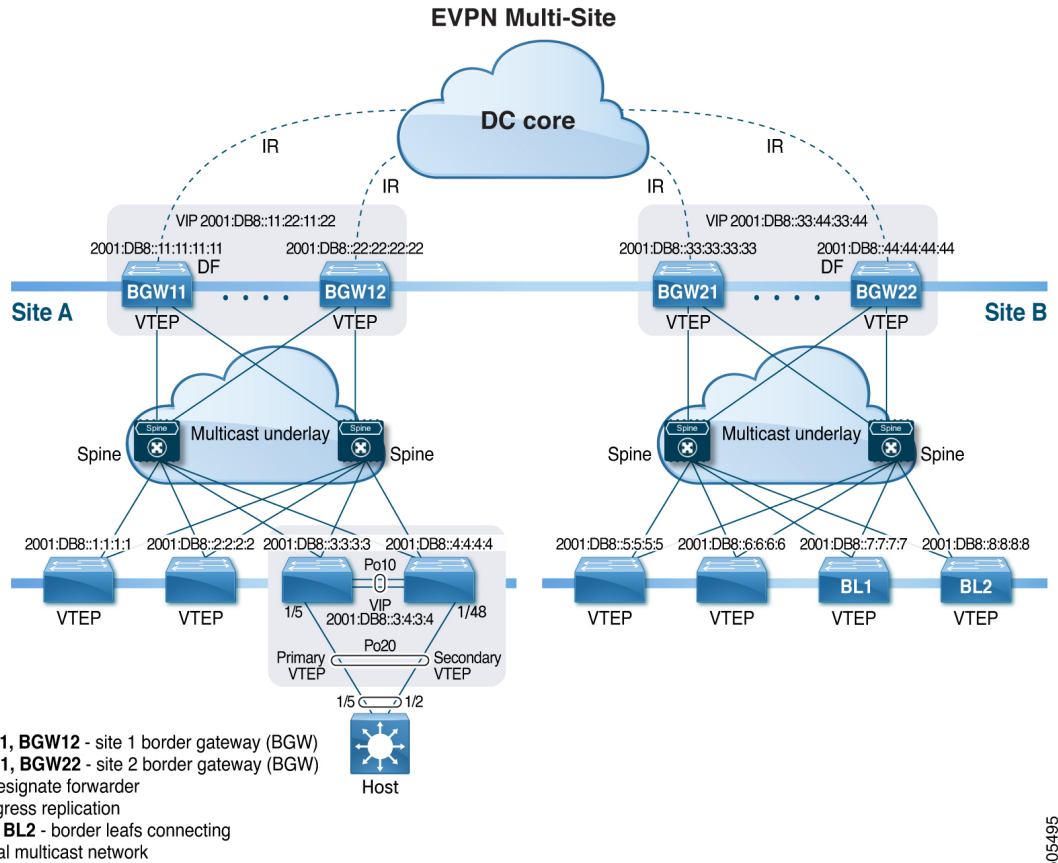 EVPN Multi-Site
DC core
IR
IR
IR
IR
VIP 2001:DB8::11:22:11:22
VIP 2001:DB8::33:44:33:44
2001:DB8::11:11:11:11
2001:DB8::22:22:22:22
2001:DB8::33:33:33:33
2001:DB8::44:44:44:44
DF
DF
BGW11
BGW12
BGW21
BGW22
Site A
Site B
VTEP
VTEP
VTEP
VTEP
Spine
Spine
Spine
Spine
Multicast underlay
Multicast underlay
Spine
Spine
Spine
Spine
2001:DB8::1:1:1:1
2001:DB8::2:2:2:2
2001:DB8::3:3:3:3
2001:DB8::4:4:4:4
2001:DB8::5:5:5:5
2001:DB8::6:6:6:6
2001:DB8::7:7:7:7
2001:DB8::8:8:8:8
Po10
BL1
BL2
VTEP
VTEP
1/5
VIP
1/48
VTEP
VTEP
VTEP
VTEP
2001:DB8::3:4:3:4
Po20
Primary
VTEP
Secondary
VTEP
1/5
1/2
Host
1, BGW12 - site 1 border gateway (BGW)
1, BGW22 - site 2 border gateway (BGW)
esignate forwarder
gress replication
BL2 - border leafs connecting
al multicast network
05495